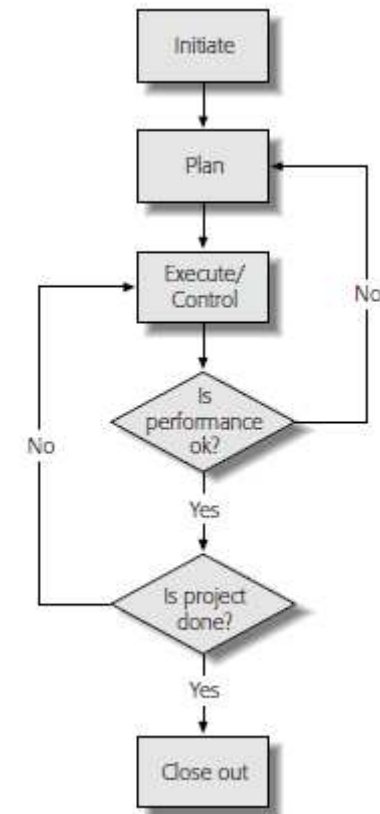 Initiate
Plan
Execute/
Control
No
Is
performance
ok?
No
Yes
Is project
done?
Yes
Close out